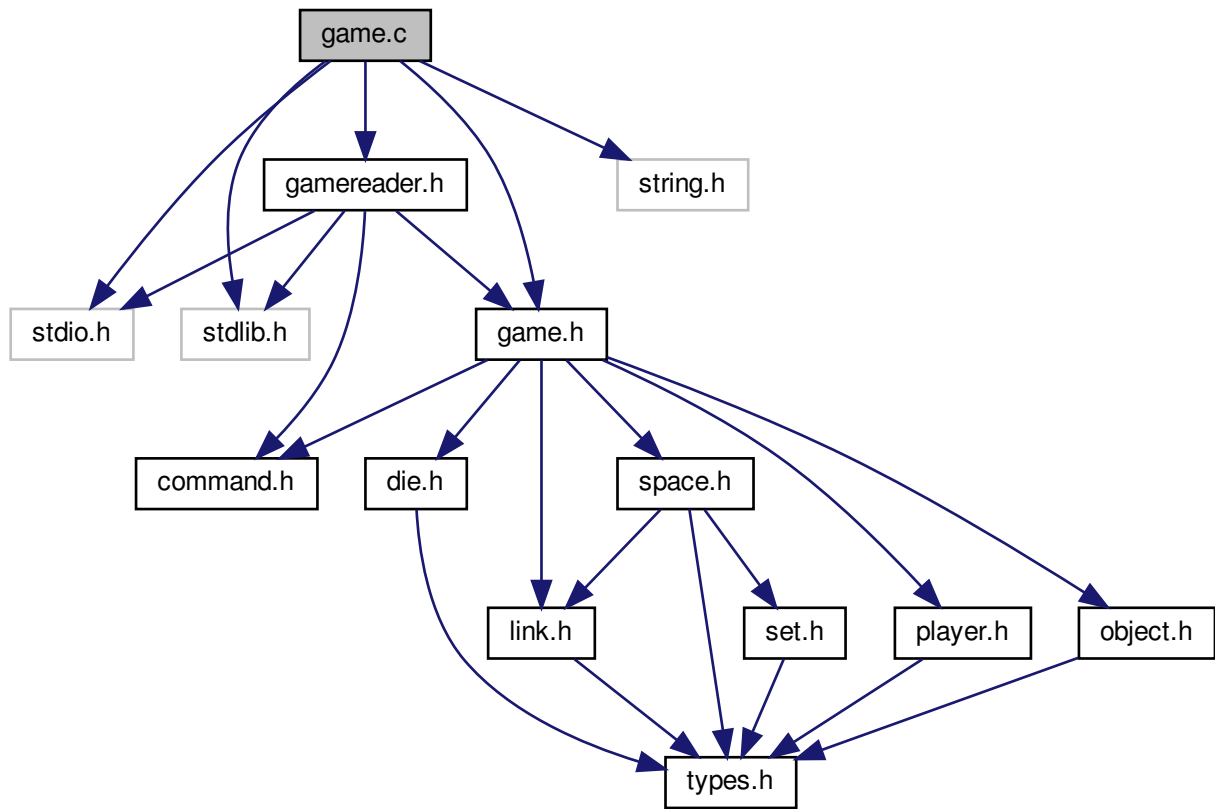 game.c
gamereader.h
string.h
stdio.h
stdlib.h
game.h
command.h
die.h
space.h
link.h
set.h
player.h
object.h
types.h